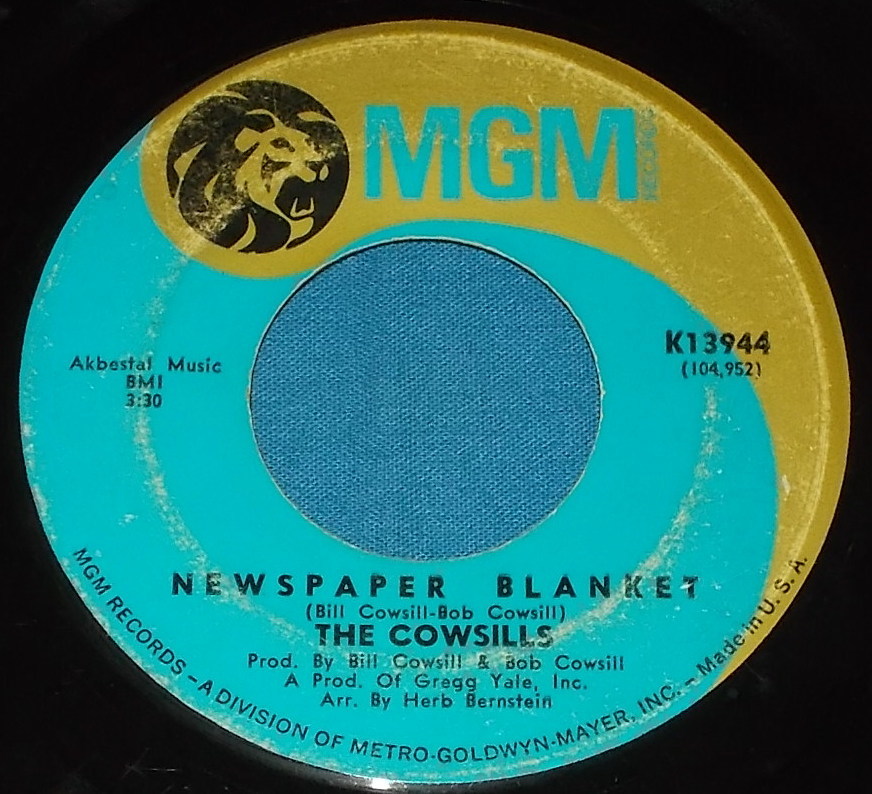 MGM
RECORDS
K13944
(104,952)
Akbestal Music
BMI
3:30
NEWSPAPER BLANKET
(Bill Cowsill-Bob Cowsill)
THE COWSILLS
Prod. By Bill Cowsill & Bob Cowsill
A Prod. Of Gregg Yale, Inc.
Arr. By Herb Bernstein
MGM RECORDS – A DIVISION OF METRO-GOLDWYN-MAYER, INC. – Made in U. S. A.